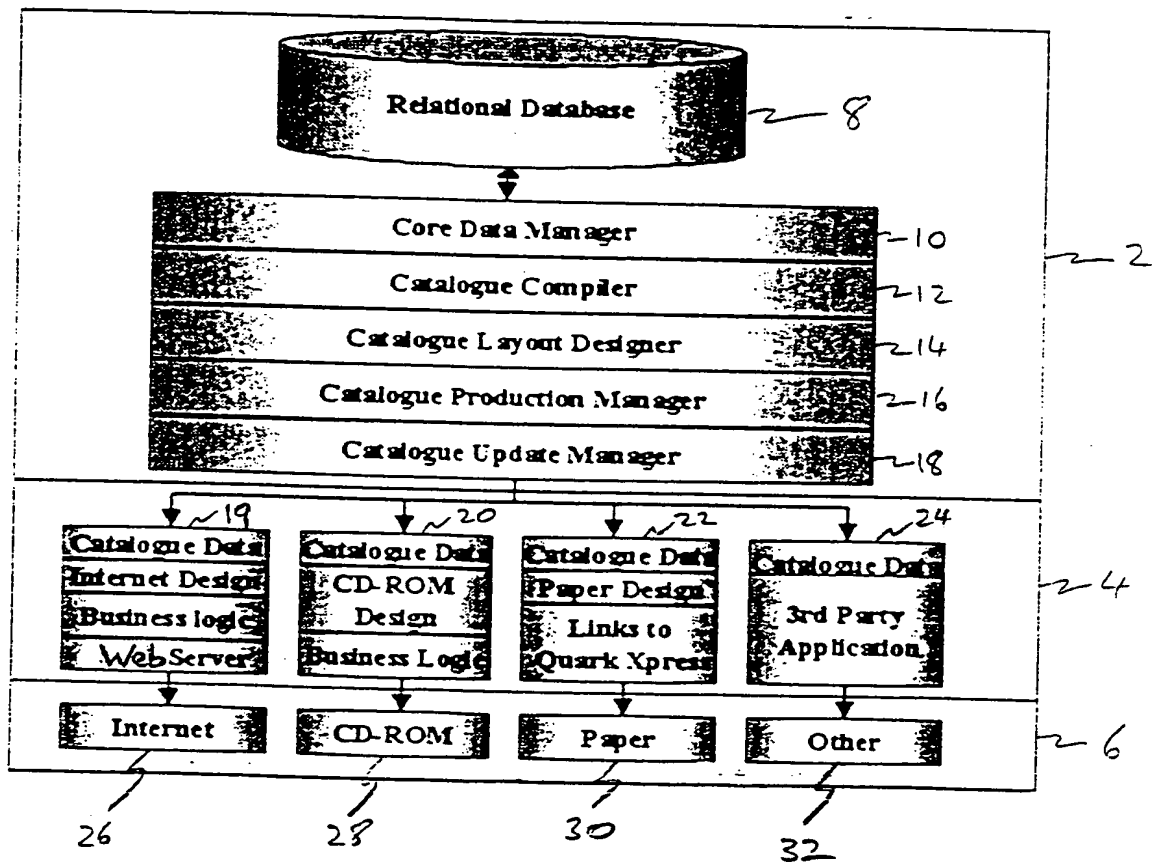 Relational Database
8
Core Data Manager
10
2
Catalogue Compiler
12
Catalogue Layout Designer
14
Catalogue Production Manager
16
Catalogue Update Manager
18
19
20
22
24
Catalogue Data
Internet Design
Business logic
WebServer
Catalogue Data
CD-ROM
Design
Business Logic
Catalogue Data
Paper Design
Links to
Quark Xpress
Catalogue Data
3rd Party
Application
4
Internet
CD-ROM
Paper
Other
6
26
28
30
32